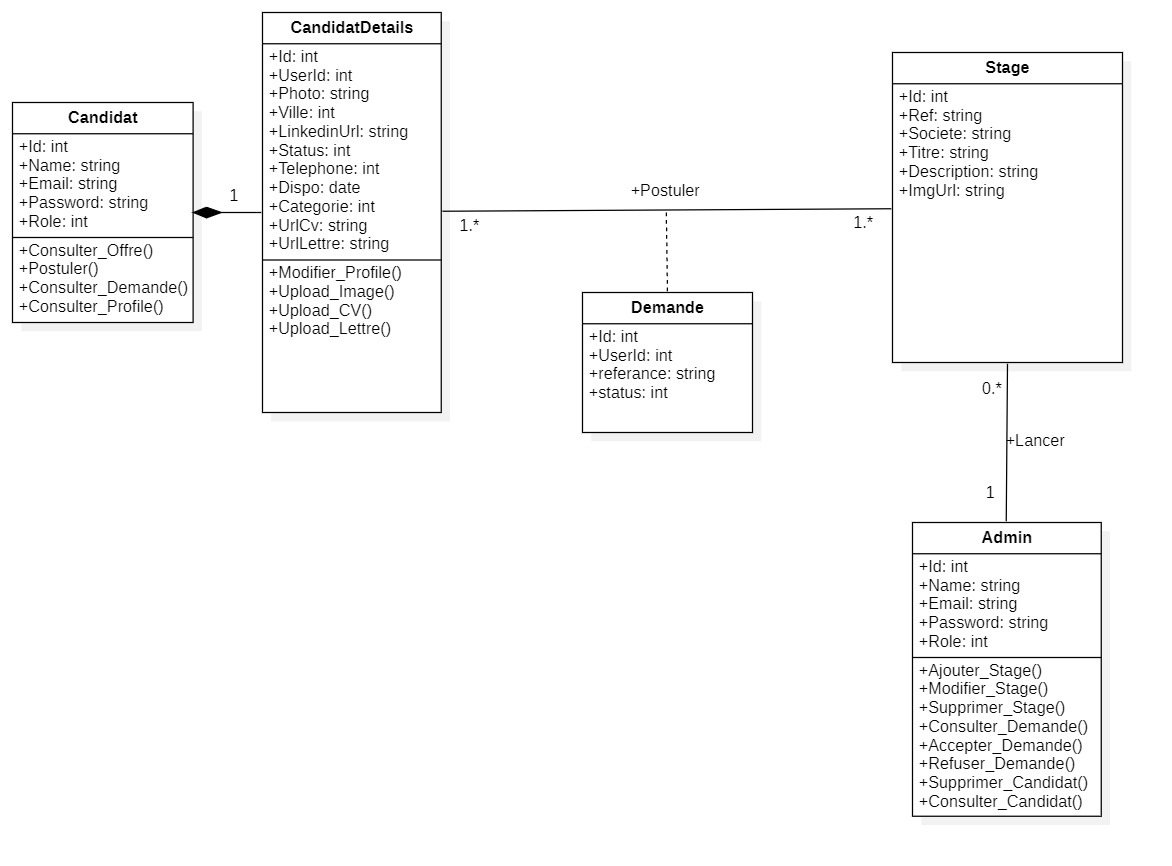 Candidat
+Id: int
+Name: string
+Email: string
+Password: string
+Role: int
+Consulter_Offre()
+Postuler()
+Consulter_Demande()
+Consulter_Profile()
1
CandidatDetails
+Id: int
+UserId: int
+Photo: string
+Ville: int
+LinkedinUrl: string
+Status: int
+Telephone: int
+Dispo: date
+Categorie: int
+UrlCv: string
+UrlLettre: string
+Modifier_Profile()
+Upload_Image()
+Upload_CV()
+Upload_Lettre()
1.*
+Postuler
1.*
Demande
+Id: int
+UserId: int
+referance: string
+status: int
Stage
+Id: int
+Ref: string
+Societe: string
+Titre: string
+Description: string
+ImgUrl: string
0.*
+Lancer
1
Admin
+Id: int
+Name: string
+Email: string
+Password: string
+Role: int
+Ajouter_Stage()
+Modifier_Stage()
+Supprimer_Stage()
+Consulter_Demande()
+Accepter_Demande()
+Refuser_Demande()
+Supprimer_Candidat()
+Consulter_Candidat()